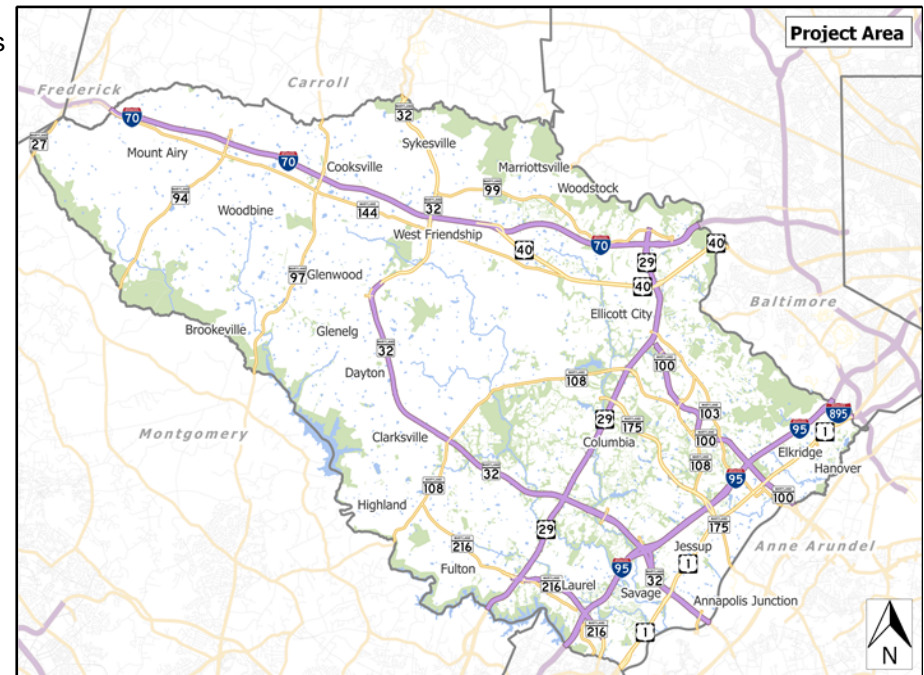 s
Project Area
Frederick
Carroll
70
32
27
Mount Airy
Sykesville
70
Cooksville
Marriottsville
99
Woodstock
94
Woodbine
144
32
West Friendship
40
70
40
29
97
Glenwood
40
Baltimore
Ellicott City
Brookeville
Glenelg
32
100
Dayton
108
895
29
175
103
95
1
Montgomery
Clarksville
Columbia
100
Elkridge
32
108
Hanover
95
108
100
Highland
29
175
Anne Arundel
216
Jessup
Fulton
95
1
216
Laurel
32
Savage
Annapolis Junction
216
1
N